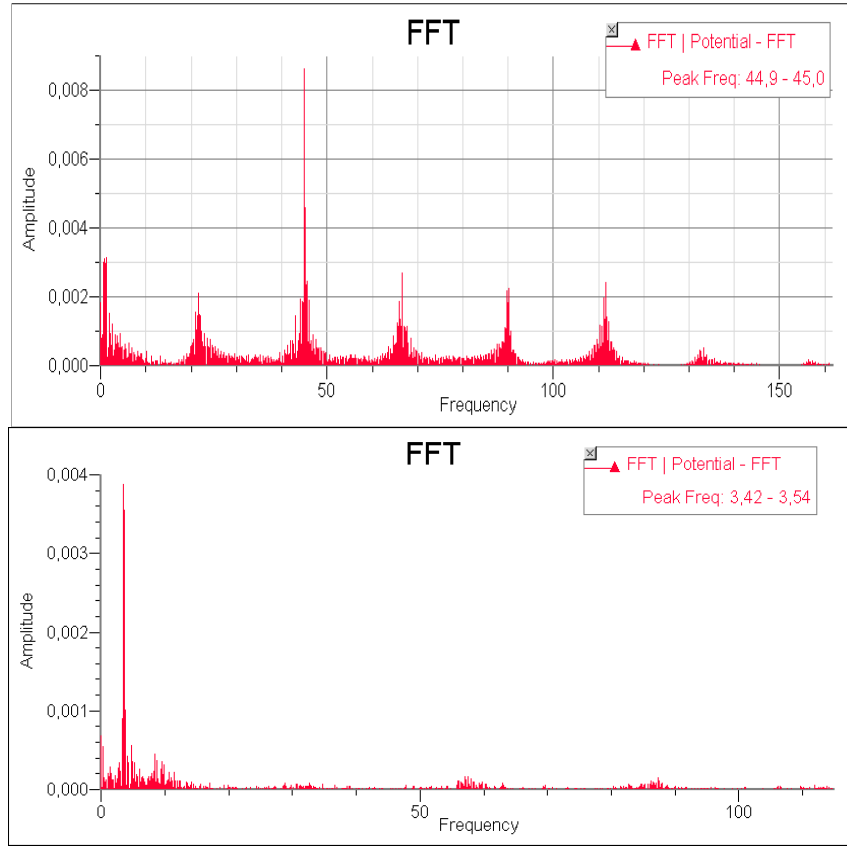 FFT
FFT | Potential - FFT
Peak Freq: 44,9 - 45,0
0,008
0,006
0,004
0,002
0,000
Amplitude
0
50
100
150
Frequency
FFT
FFT | Potential - FFT
Peak Freq: 3,42 - 3,54
0,004
0,003
0,002
0,001
0,000
Amplitude
0
50
100
Frequency